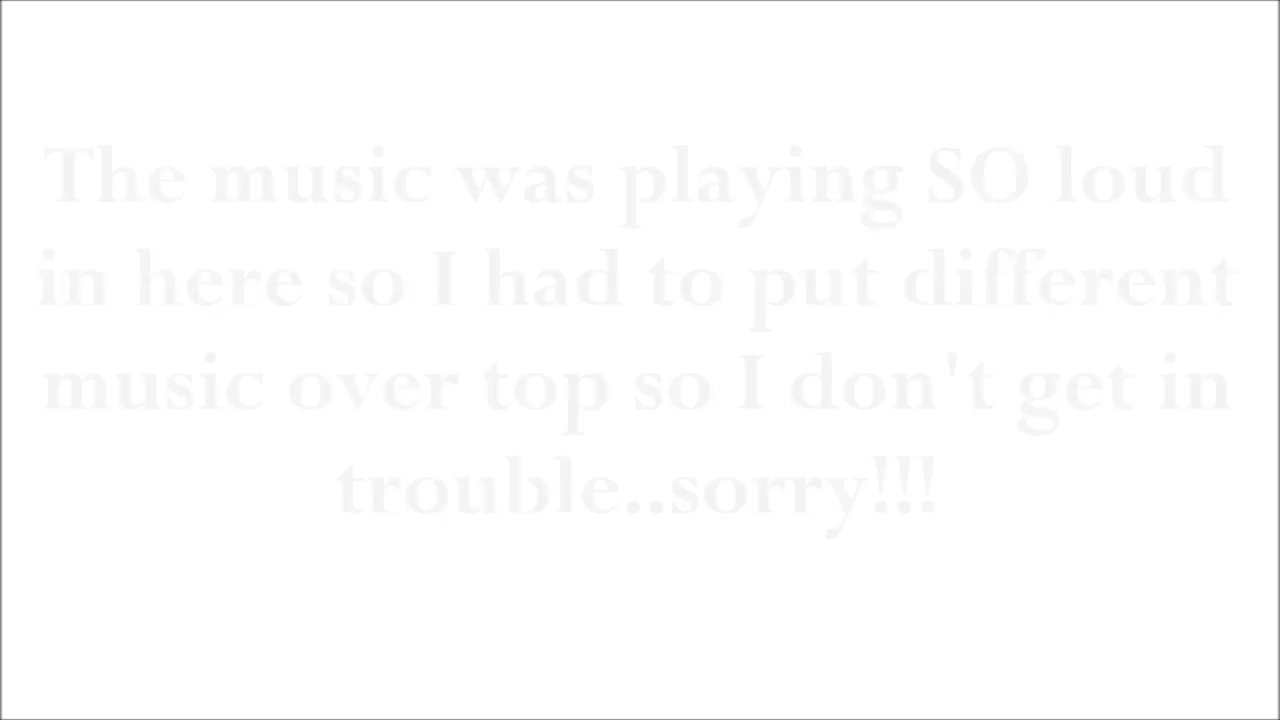 The music was playing SO loud
in here so I had to put different
music over top so I don't get in
trouble..sorry!!!